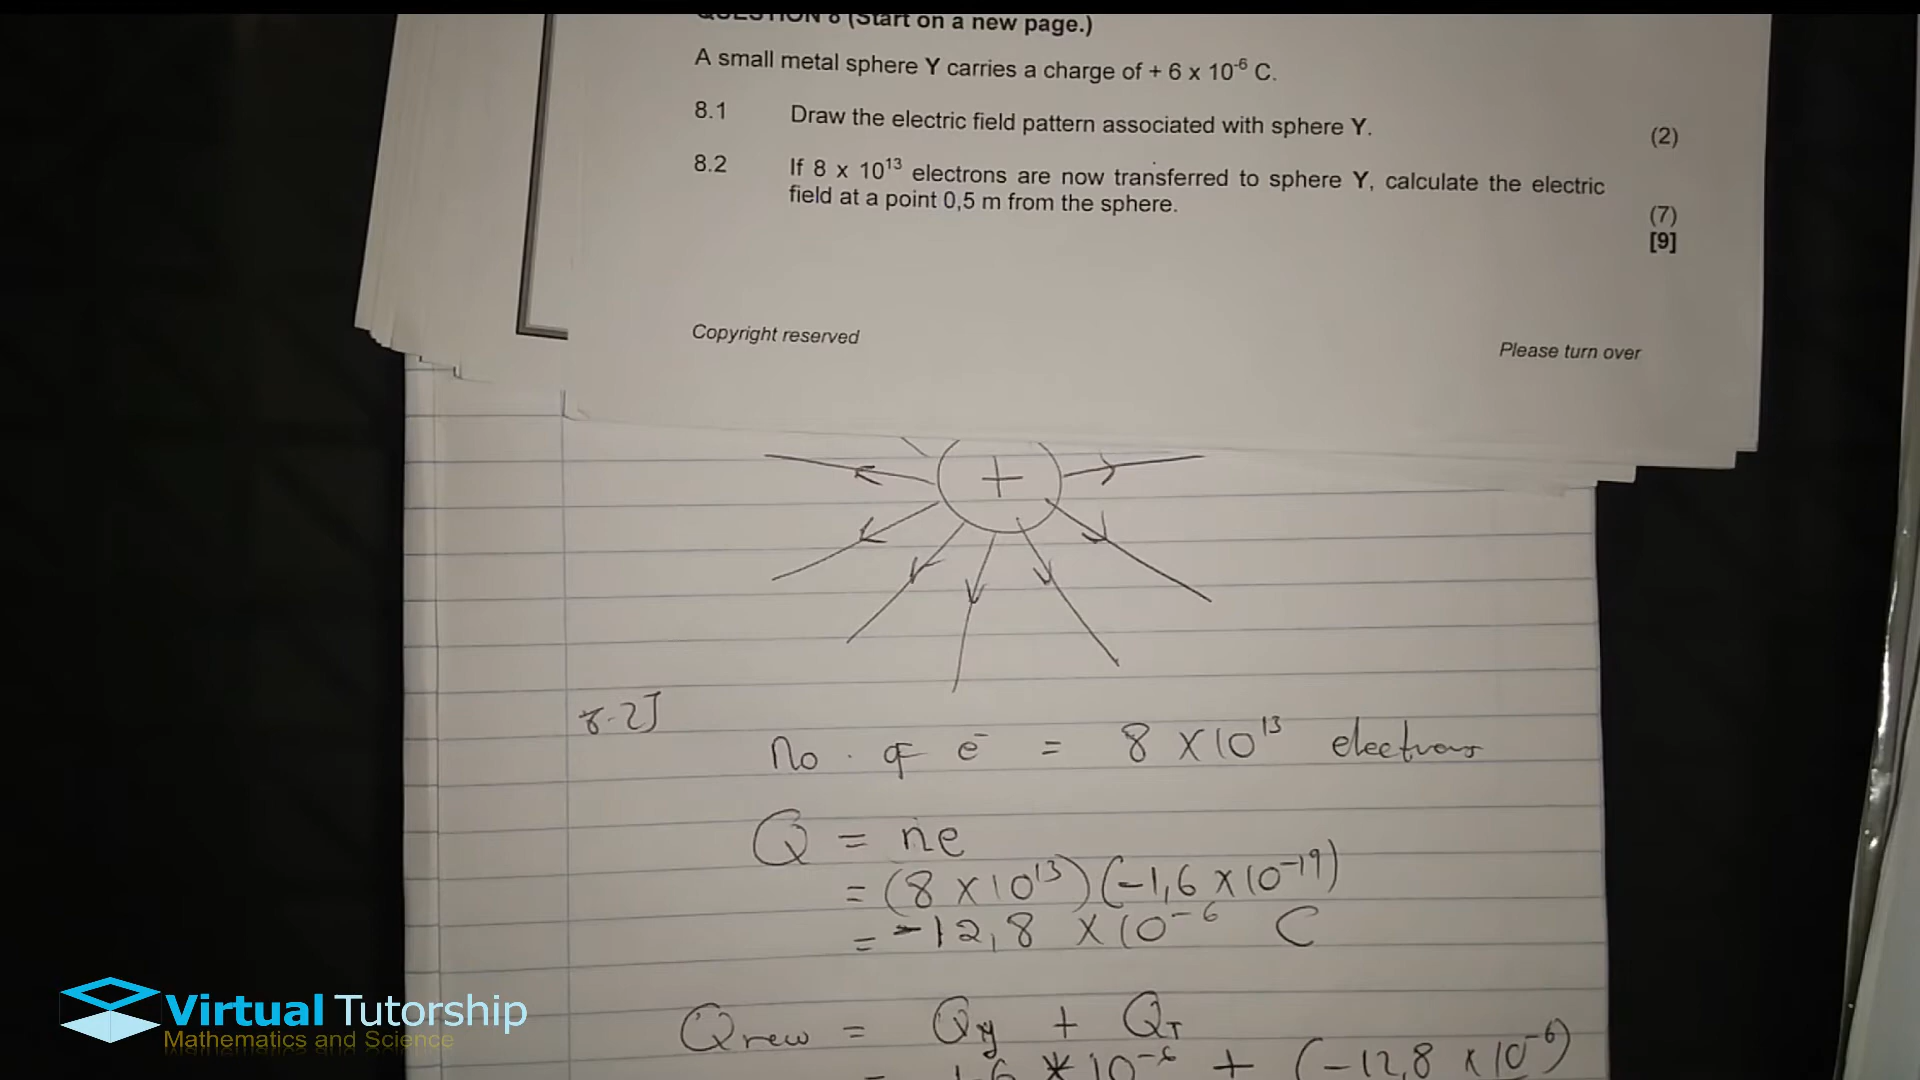 QUESTION 8 (Start on a new page.)
A small metal sphere Y carries a charge of + 6 x 10⁻⁶ C.
8.1 Draw the electric field pattern associated with sphere Y. (2)
8.2 If 8 x 10¹³ electrons are now transferred to sphere Y, calculate the electric
field at a point 0,5 m from the sphere. (7)
[9]
Copyright reserved
Please turn over
+
8.2]
no. of e⁻ = 8 x 10¹³ electrons
Q = ne
= (8 x 10¹³)(-1,6 x 10⁻¹⁹)
= -12,8 x 10⁻⁶ C
Qnew = Qy + QT
= 1,6 x 10⁻⁶ + (-12,8 x 10⁻⁶)
Virtual Tutorship
Mathematics and Science